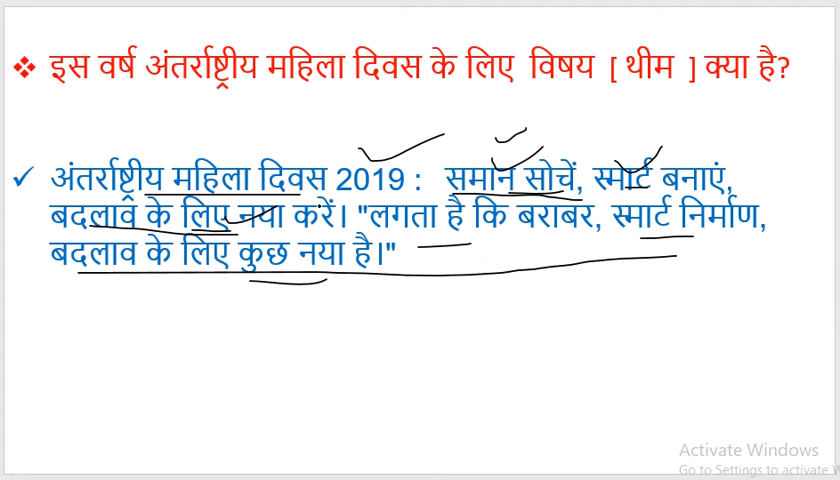 ❖ इस वर्ष अंतर्राष्ट्रीय महिला दिवस के लिए विषय [ थीम ] क्या है?
✓ अंतर्राष्ट्रीय महिला दिवस 2019 : समान सोचें, स्मार्ट बनाएं,
बदलाव के लिए नया करें। "लगता है कि बराबर, स्मार्ट निर्माण,
बदलाव के लिए कुछ नया है।"
Activate Windows
Go to Settings to activate W